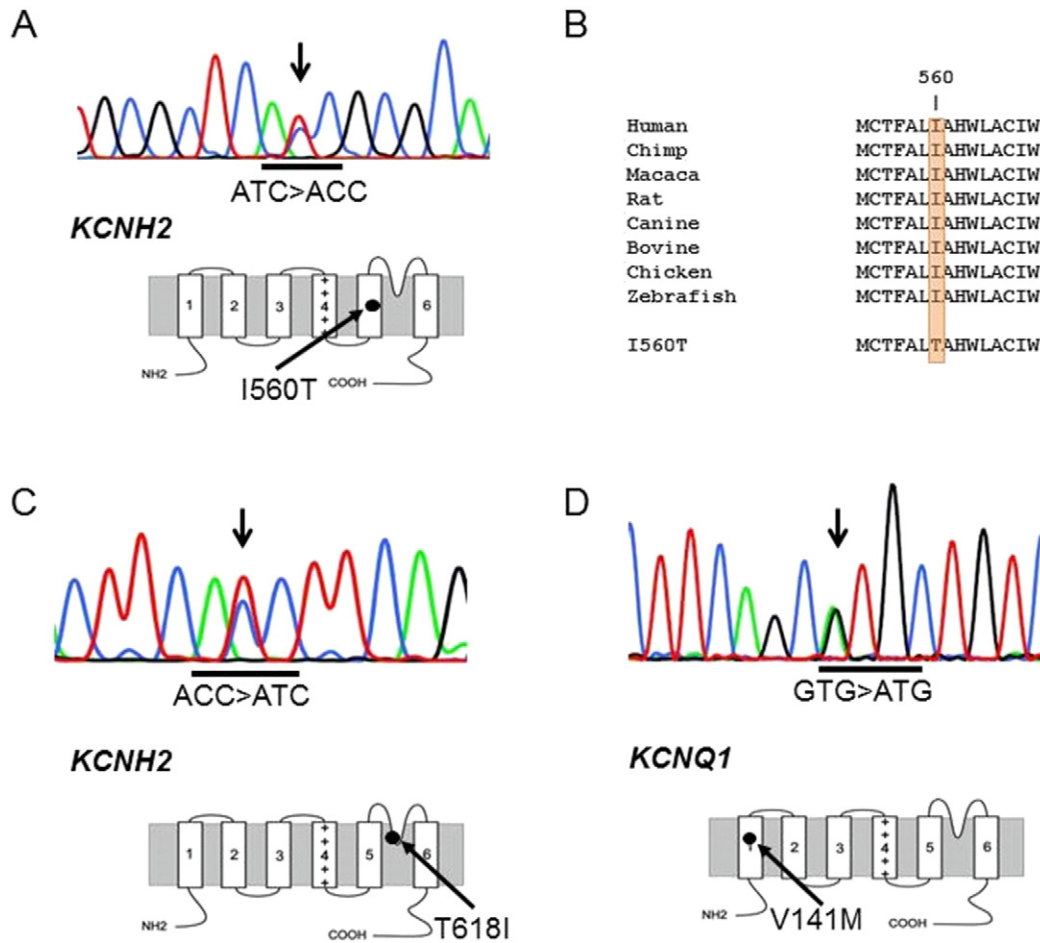 A
ATC>ACC
KCNH2
1 2 3 +++4+ 6
NH2
COOH
I560T
B
560
Human MCTFALIAHWLACIW
Chimp MCTFALIAHWLACIW
Macaca MCTFALIAHWLACIW
Rat MCTFALIAHWLACIW
Canine MCTFALIAHWLACIW
Bovine MCTFALIAHWLACIW
Chicken MCTFALIAHWLACIW
Zebrafish MCTFALIAHWLACIW
I560T MCTFALTAHWLACIW
C
ACC>ATC
KCNH2
1 2 3 ++4++ 5 6
NH2
COOH
T618I
D
GTG>ATG
KCNQ1
2 3 ++4++ 5 6
NH2
COOH
V141M